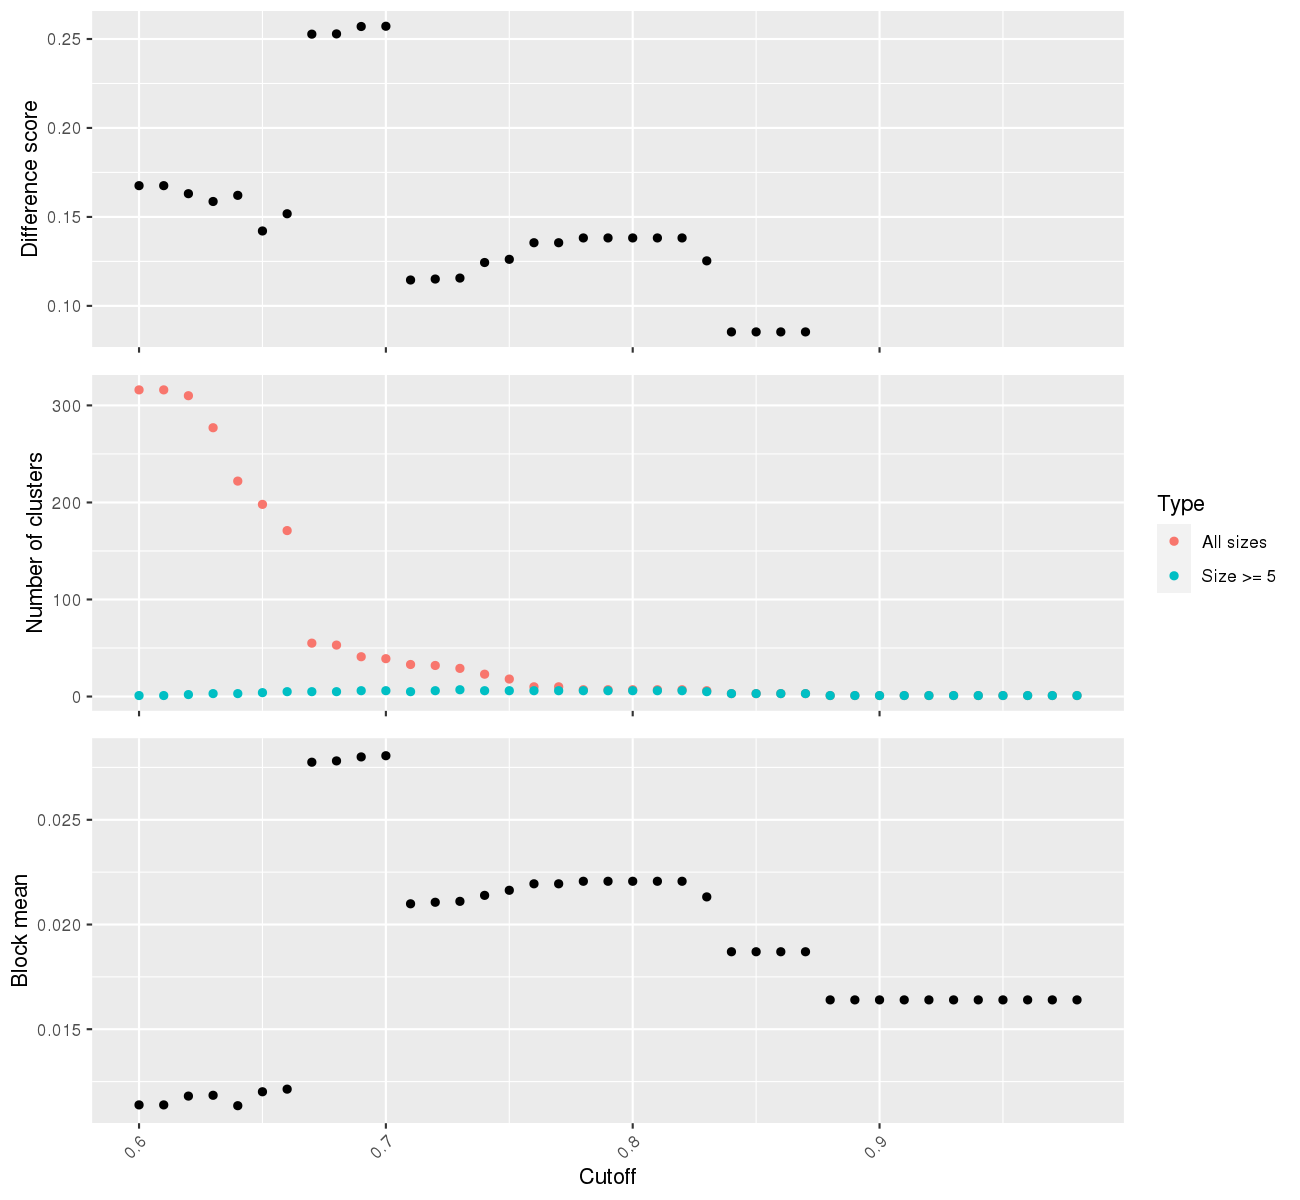 Difference score
0.25
0.20
0.15
0.10
Number of clusters
300
200
100
0
Type
All sizes
Size >= 5
Block mean
0.025
0.020
0.015
0.6
0.7
0.8
0.9
Cutoff